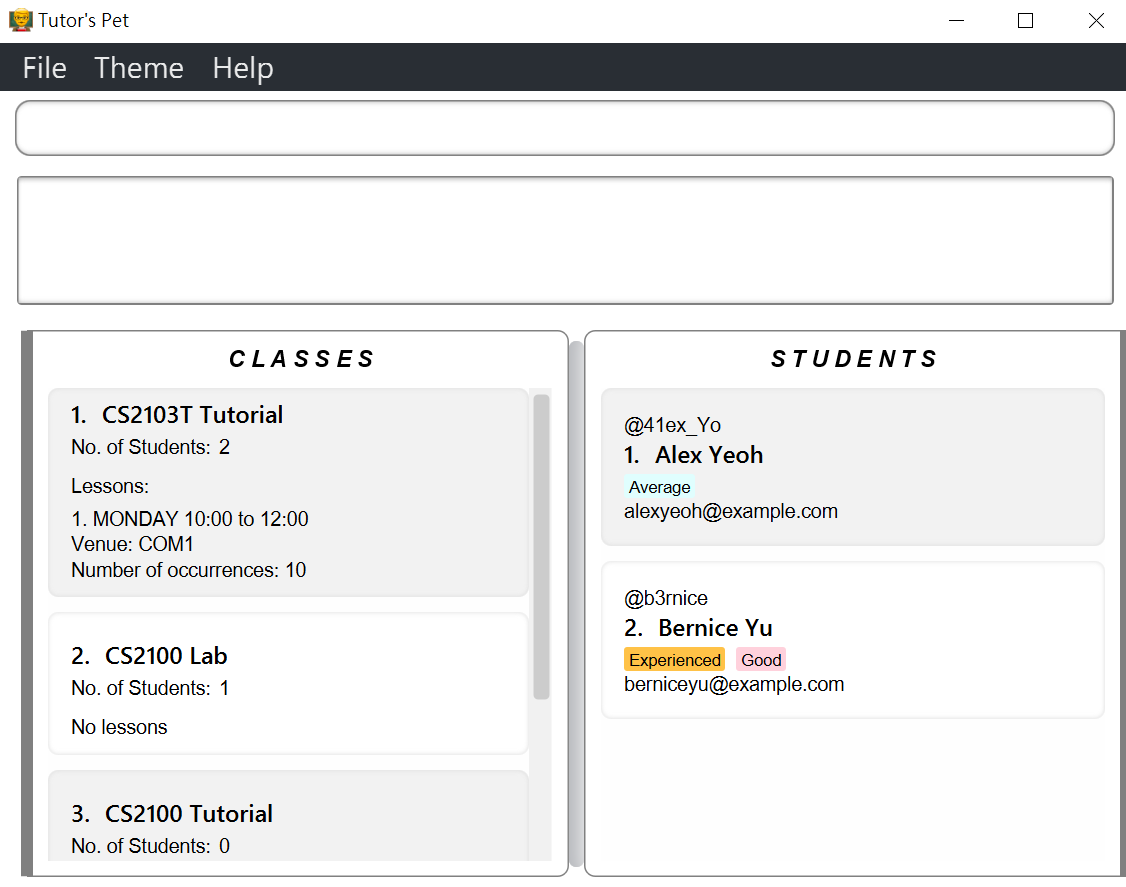 Tutor's Pet
File Theme Help
CLASSES
1. CS2103T Tutorial
No. of Students: 2
Lessons:
1. MONDAY 10:00 to 12:00
Venue: COM1
Number of occurrences: 10
2. CS2100 Lab
No. of Students: 1
No lessons
3. CS2100 Tutorial
No. of Students: 0
STUDENTS
@41ex_Yo
1. Alex Yeoh
Average
alexyeoh@example.com
@b3rnice
2. Bernice Yu
Experienced Good
berniceyu@example.com